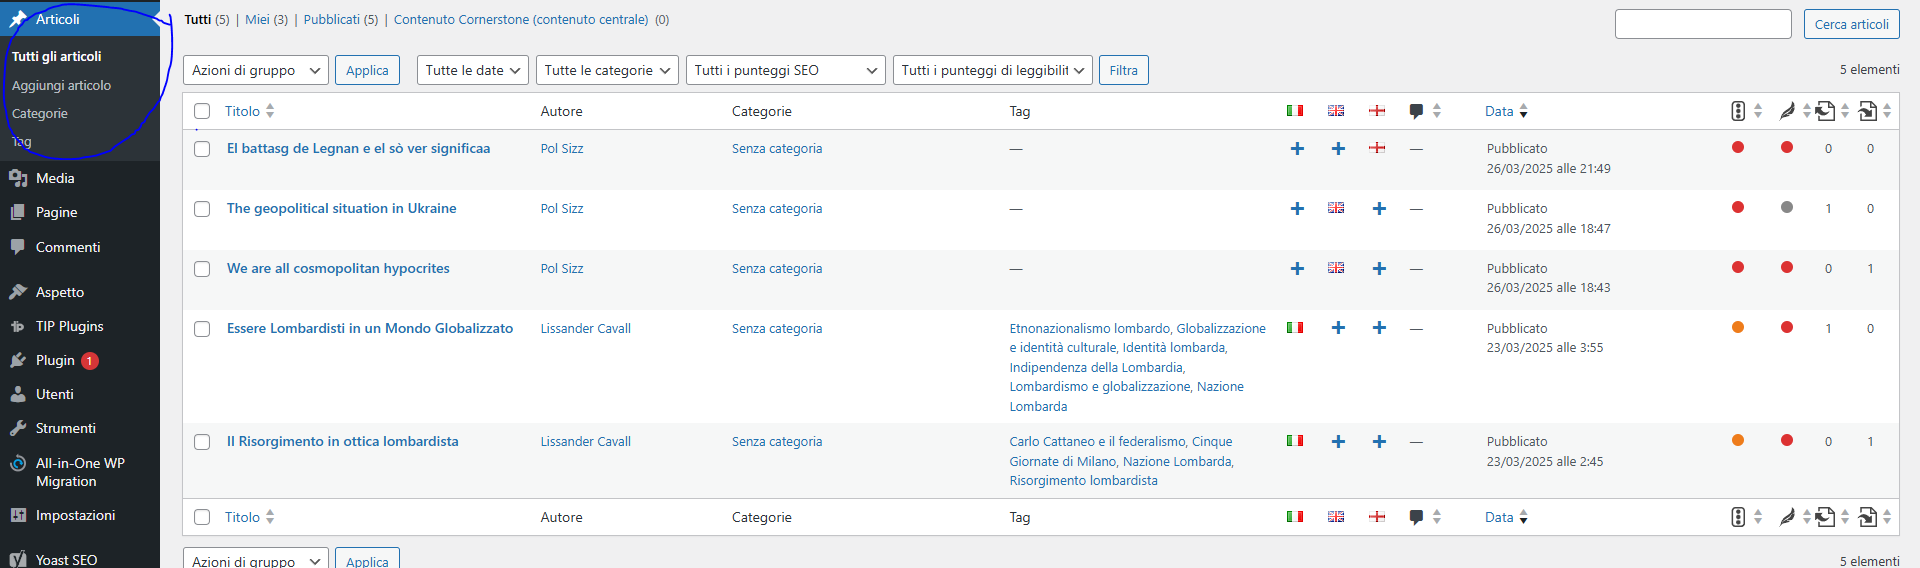 Articoli
Tutti gli articoli
Aggiungi articolo
Categorie
Tag
Media
Pagine
Commenti
Aspetto
TIP Plugins
Plugin 1
Utenti
Strumenti
All-in-One WP
Migration
Impostazioni
Yoast SEO
Tutti (5) | Miei (3) | Pubblicati (5) | Contenuto Cornerstone (contenuto centrale) (0)
Cerca articoli
Azioni di gruppo Applica Tutte le date Tutte le categorie Tutti i punteggi SEO Tutti i punteggi di leggibilit Filtra 5 elementi
Titolo Autore Categorie Tag Data
El battasg de Legnan e el sò ver significaa Pol Sizz Senza categoria — — Pubblicato 0 0
26/03/2025 alle 21:49
The geopolitical situation in Ukraine Pol Sizz Senza categoria — — Pubblicato 1 0
26/03/2025 alle 18:47
We are all cosmopolitan hypocrites Pol Sizz Senza categoria — — Pubblicato 0 1
26/03/2025 alle 18:43
Essere Lombardisti in un Mondo Globalizzato Lissander Cavall Senza categoria Etnonazionalismo lombardo, Globalizzazione — Pubblicato 1 0
e identità culturale, Identità lombarda, 23/03/2025 alle 3:55
Indipendenza della Lombardia,
Lombardismo e globalizzazione, Nazione
Lombarda
Il Risorgimento in ottica lombardista Lissander Cavall Senza categoria Carlo Cattaneo e il federalismo, Cinque — Pubblicato 0 1
Giornate di Milano, Nazione Lombarda, 23/03/2025 alle 2:45
Risorgimento lombardista
Titolo Autore Categorie Tag Data
Azioni di gruppo Applica 5 elementi